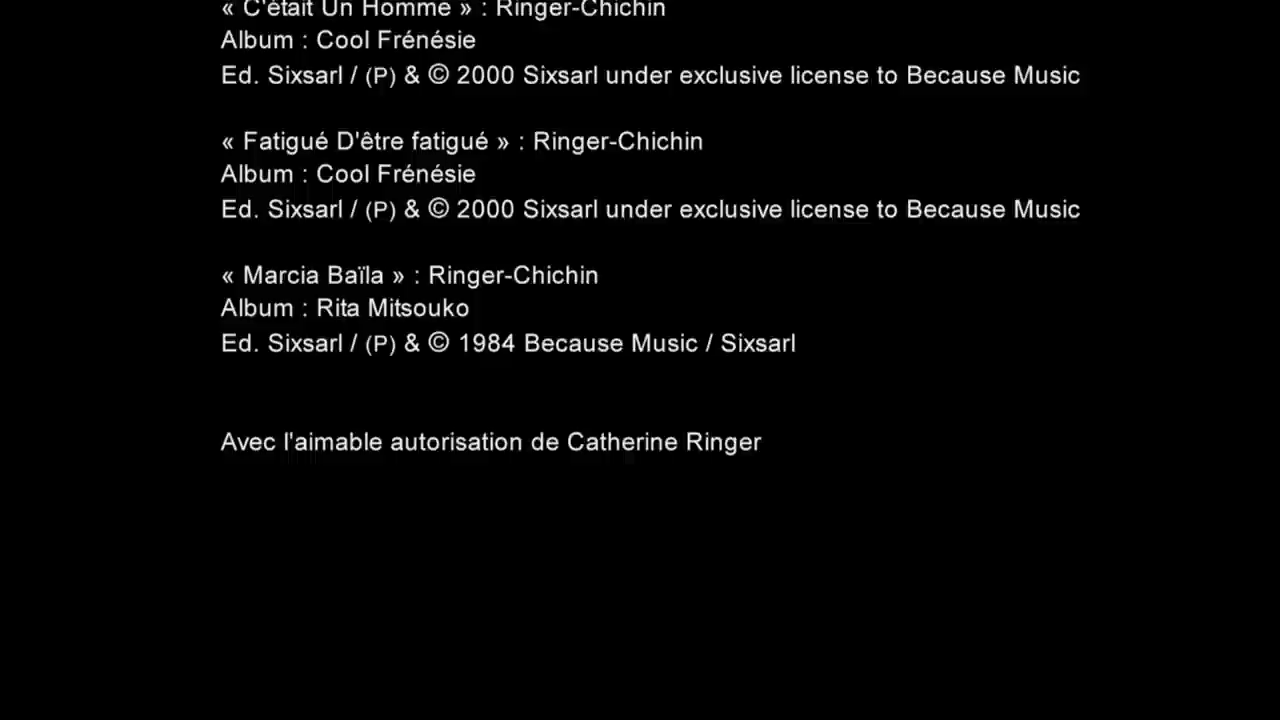 « C'était Un Homme » : Ringer-Chichin
Album : Cool Frénésie
Ed. Sixsarl / (P) & © 2000 Sixsarl under exclusive license to Because Music
« Fatigué D'être fatigué » : Ringer-Chichin
Album : Cool Frénésie
Ed. Sixsarl / (P) & © 2000 Sixsarl under exclusive license to Because Music
« Marcia Baïla » : Ringer-Chichin
Album : Rita Mitsouko
Ed. Sixsarl / (P) & © 1984 Because Music / Sixsarl
Avec l'aimable autorisation de Catherine Ringer